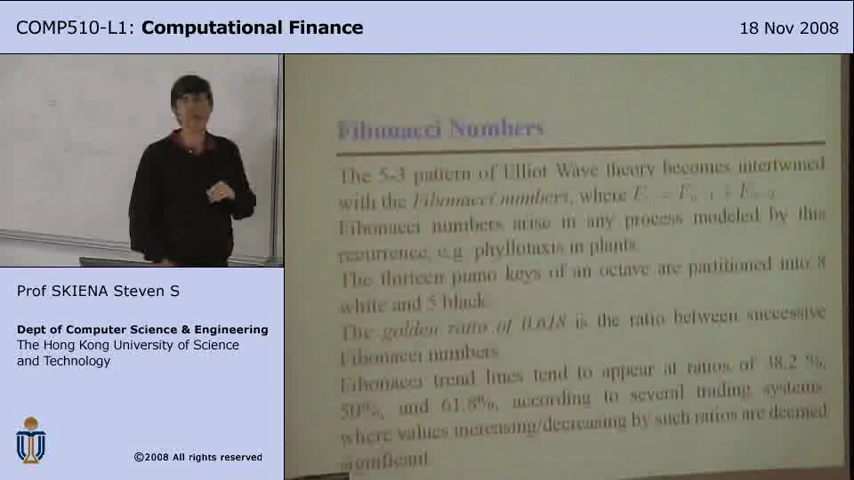 COMP510-L1: Computational Finance
18 Nov 2008
Fibonacci Numbers
The 5-3 pattern of Elliot Wave theory becomes intertwined
with the Fibonacci numbers, where
Fibonacci numbers arise in any process modeled by this
recurrence, e.g. phyllotaxis in plants.
The thirteen piano keys of an octave are partitioned into 8
white and 5 black.
The golden ratio of 0.618 is the ratio between successive
Fibonacci numbers.
Fibonacci trend lines tend to appear at ratios of 38.2 %,
50%, and 61.8%, according to several trading systems,
where values increasing/decreasing by such ratios are deemed
significant.
Prof SKIENA Steven S
Dept of Computer Science & Engineering
The Hong Kong University of Science
and Technology
©2008 All rights reserved